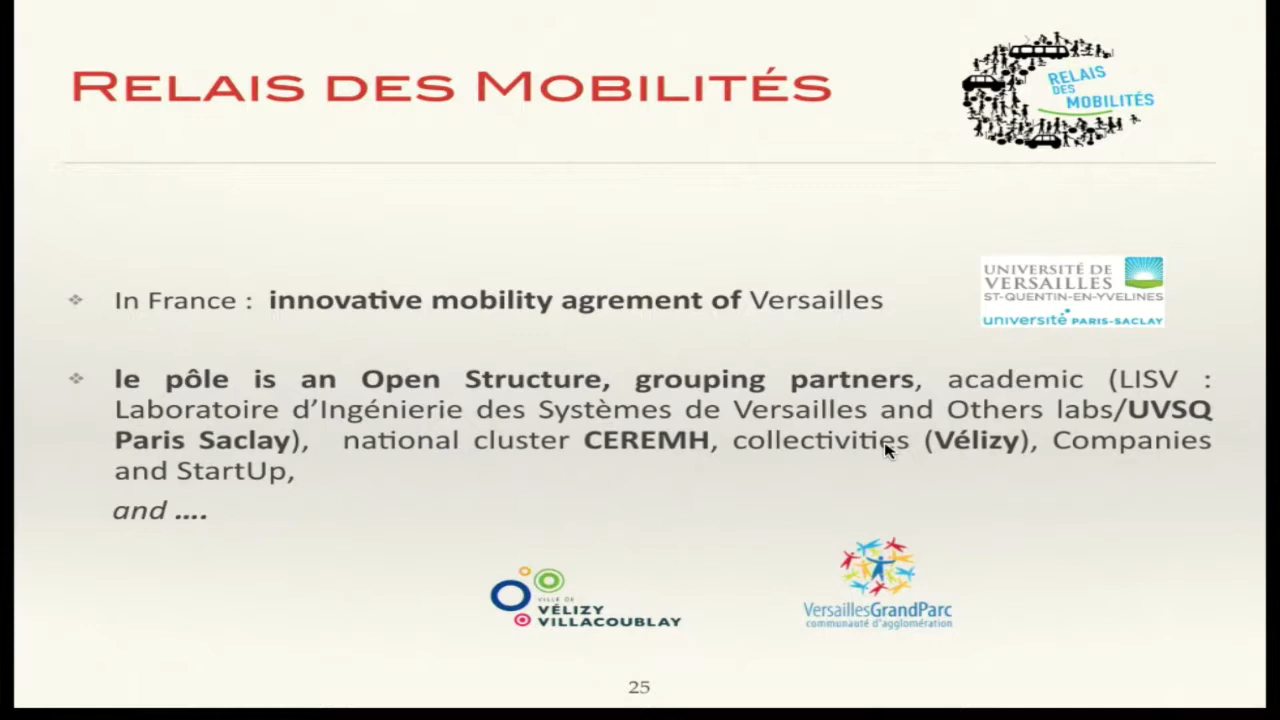 RELAIS DES MOBILITÉS
RELAIS
DES
MOBILITÉS
In France : innovative mobility agrement of Versailles
UNIVERSITÉ DE
VERSAILLES
ST-QUENTIN-EN-YVELINES
université PARIS-SACLAY
le pôle is an Open Structure, grouping partners, academic (LISV :
Laboratoire d’Ingénierie des Systèmes de Versailles and Others labs/UVSQ
Paris Saclay), national cluster CEREMH, collectivities (Vélizy), Companies
and StartUp,
and ....
VILLE DE
VÉLIZY
VILLACOUBLAY
VersaillesGrandParc
communauté d'agglomération
25